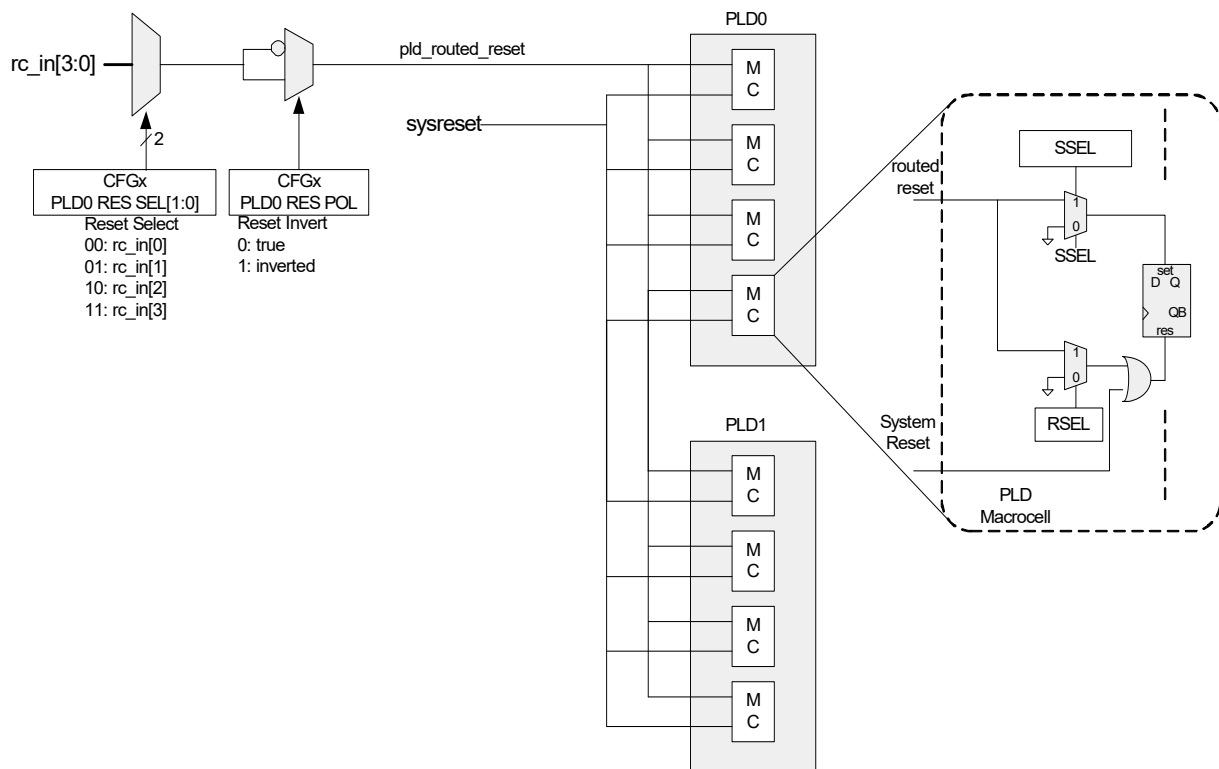 rc_in[3:0]
2
CFGx
PLD0 RES SEL[1:0]
Reset Select
00: rc_in[0]
01: rc_in[1]
10: rc_in[2]
11: rc_in[3]
CFGx
PLD0 RES POL
Reset Invert
0: true
1: inverted
pld_routed_reset
sysreset
PLD0
M
C
M
C
M
C
M
C
PLD1
M
C
M
C
M
C
M
C
routed
reset
SSEL
1
0
SSEL
set
D Q
QB
res
1
0
RSEL
System
Reset
PLD
Macrocell